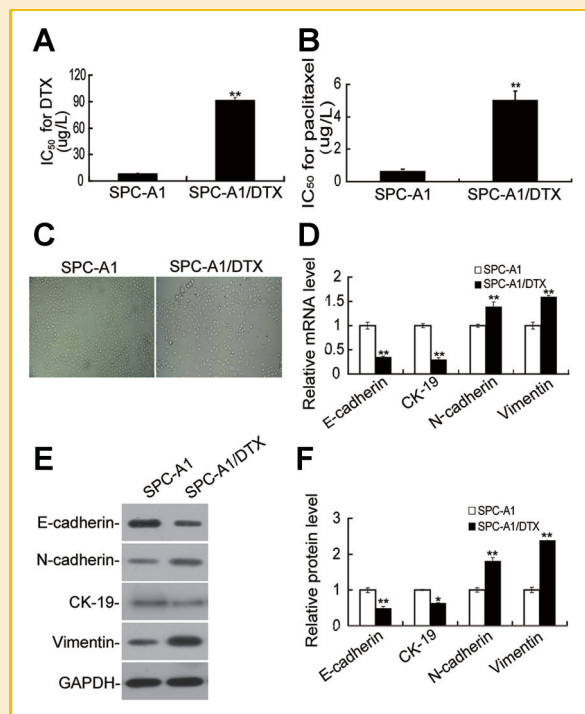 A
IC50 for DTX
(ug/L)
120
90
60
30
0
**
SPC-A1
SPC-A1/DTX
B
IC50 for paclitaxel
(ug/L)
6
4
2
0
**
SPC-A1
SPC-A1/DTX
C
SPC-A1
SPC-A1/DTX
D
Relative mRNA level
SPC-A1
SPC-A1/DTX
2
1.5
1
0.5
0
**
**
**
**
E-cadherin
CK-19
N-cadherin
Vimentin
E
SPC-A1
SPC-A1/DTX
E-cadherin-
N-cadherin-
CK-19-
Vimentin-
GAPDH-
F
Relative protein level
SPC-A1
SPC-A1/DTX
3
2
1
0
**
*
**
**
E-cadherin
CK-19
N-cadherin
Vimentin